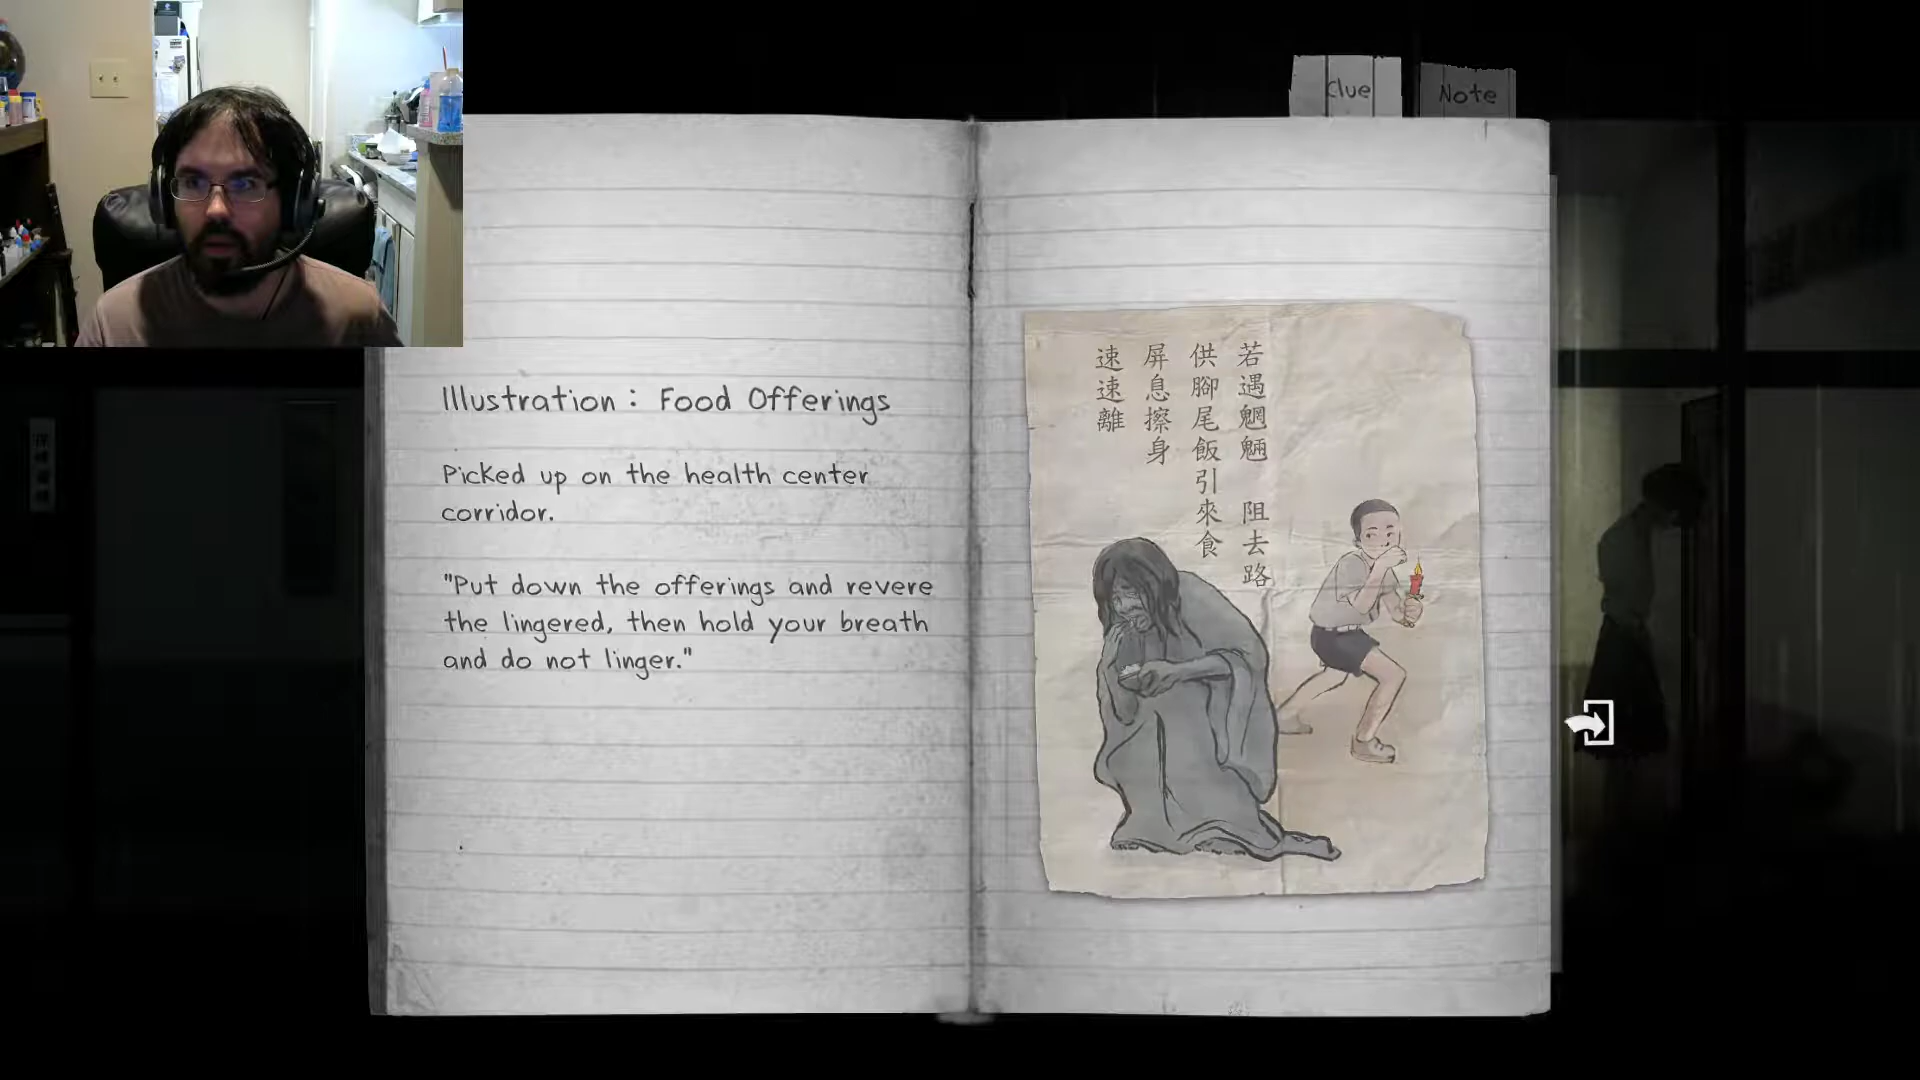 Clue
Note
Illustration : Food Offerings
Picked up on the health center
corridor.
"Put down the offerings and revere
the lingered, then hold your breath
and do not linger."
若遇魍魎 阻去路
供腳尾飯引來食
屏息擦身
速速離